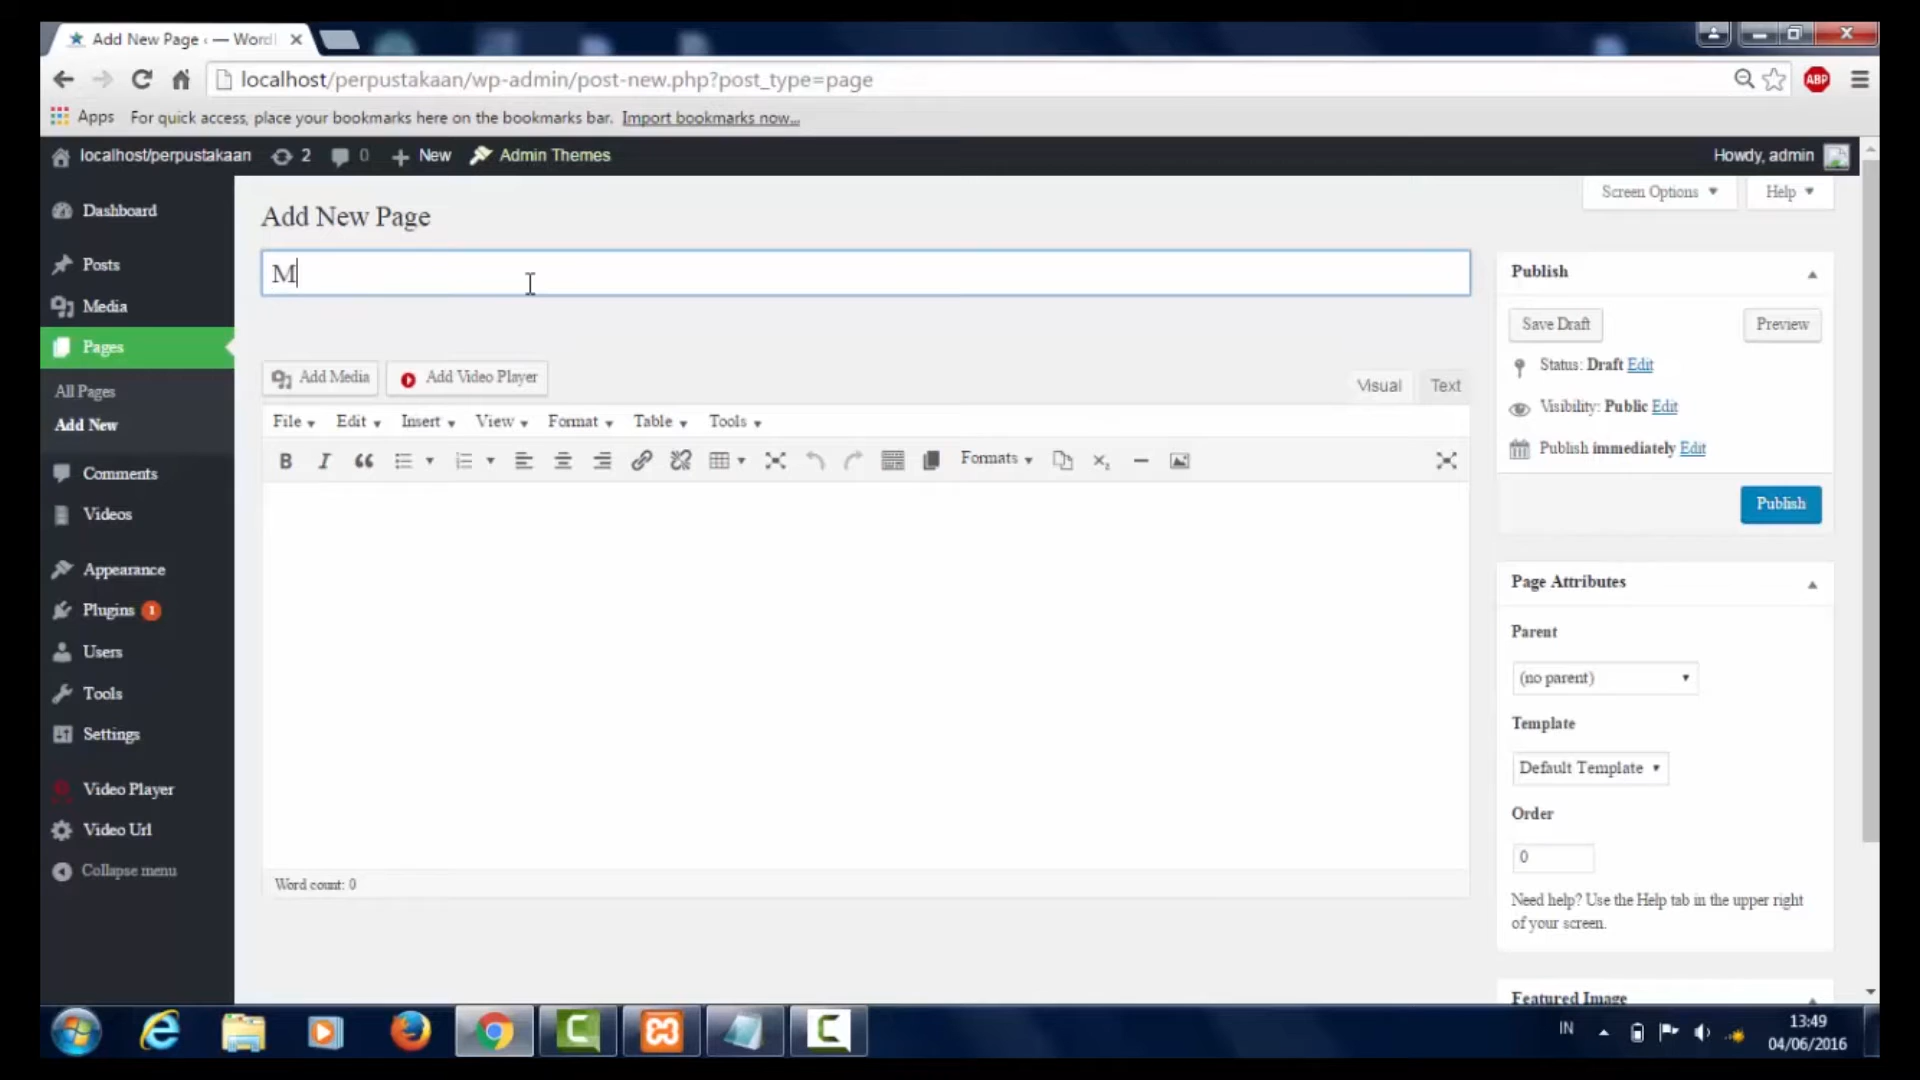 Add New Page ‹ — Word
localhost/perpustakaan/wp-admin/post-new.php?post_type=page
ABP
Apps For quick access, place your bookmarks here on the bookmarks bar. Import bookmarks now...
localhost/perpustakaan 2 0 New Admin Themes Howdy, admin
Screen Options Help
Dashboard
Posts
Media
Pages
All Pages
Add New
Comments
Videos
Appearance
Plugins 1
Users
Tools
Settings
Video Player
Video Url
Collapse menu
Add New Page
M
Add Media Add Video Player
Visual Text
File Edit Insert View Format Table Tools
Formats
Word count: 0
Publish
Save Draft Preview
Status: Draft Edit
Visibility: Public Edit
Publish immediately Edit
Publish
Page Attributes
Parent
(no parent)
Template
Default Template
Order
0
Need help? Use the Help tab in the upper right
of your screen.
Featured Image
IN
13:49
04/06/2016